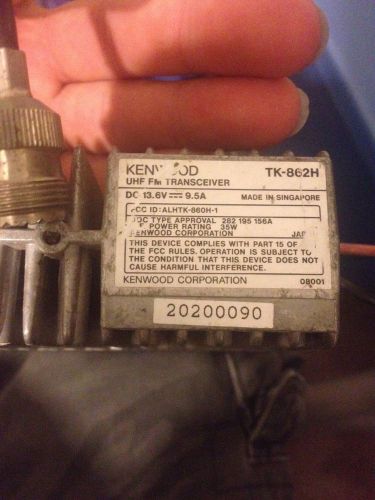 KENWOOD TK-862H
UHF FM TRANSCEIVER
DC 13.6V 9.5A MADE IN SINGAPORE
CC ID: ALHTK-860H-1
DOC TYPE APPROVAL 282 195 156A
POWER RATING 35W
KENWOOD CORPORATION JAP
THIS DEVICE COMPLIES WITH PART 15 OF
THE FCC RULES. OPERATION IS SUBJECT TO
THE CONDITION THAT THIS DEVICE DOES NOT
CAUSE HARMFUL INTERFERENCE.
KENWOOD CORPORATION 08001
20200090